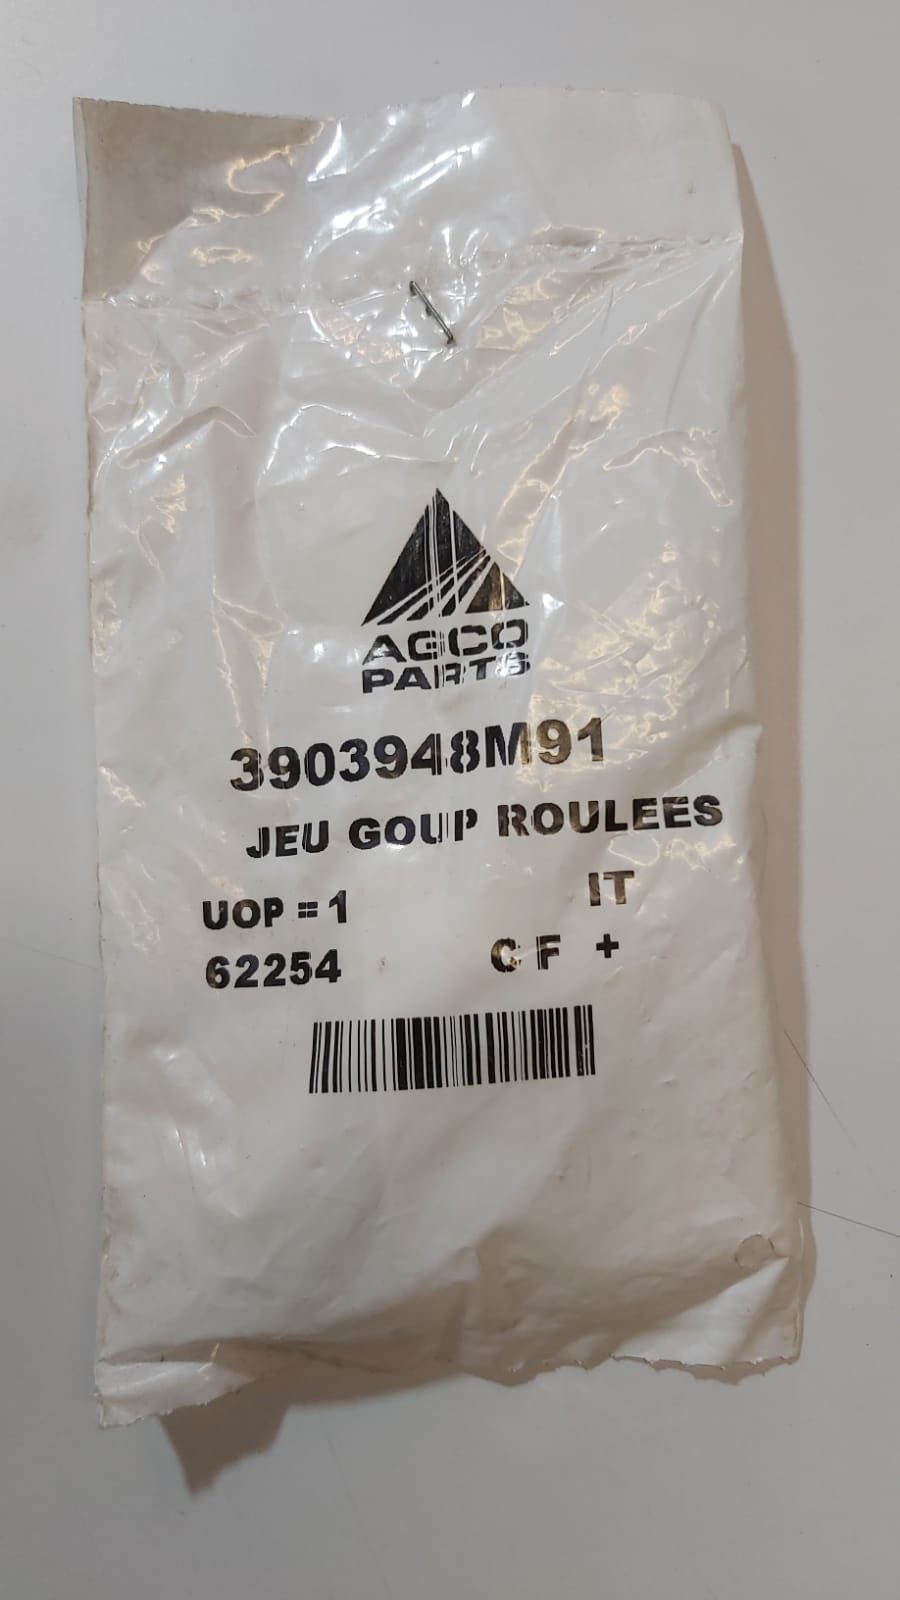 AGCO
PARTS
3903948M91
JEU GOUP ROULEES
UOP = 1 IT
62254 C F +